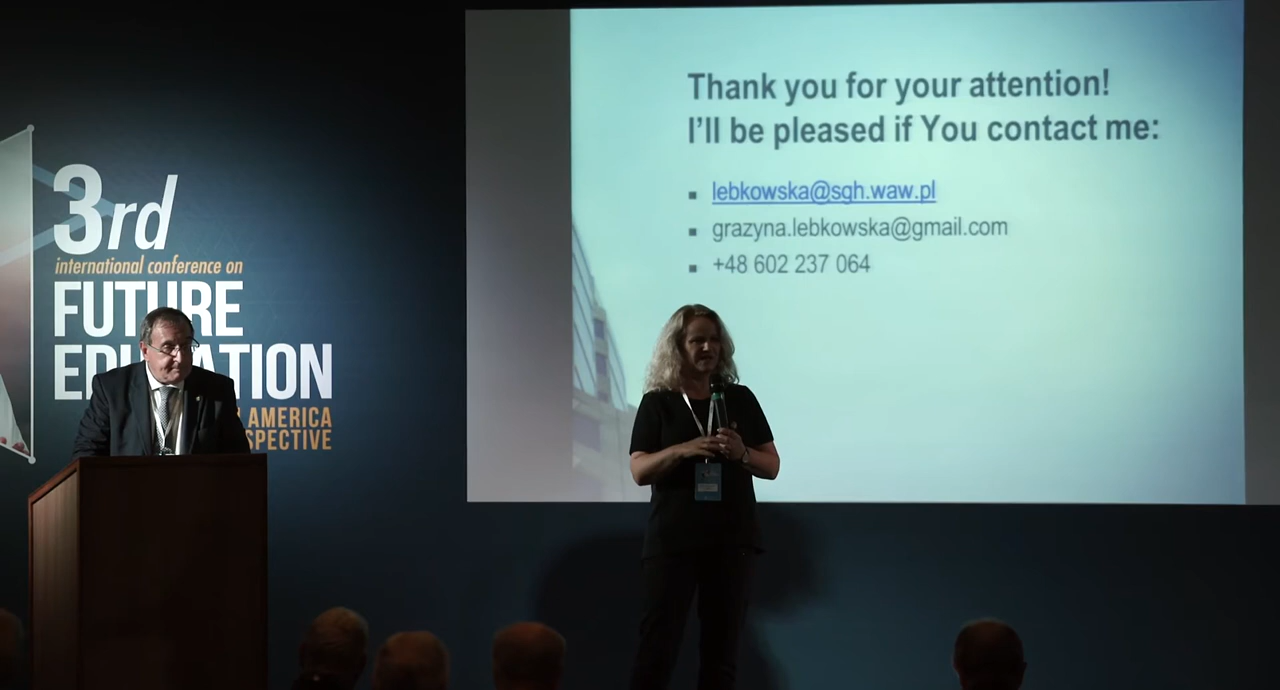 3rd
international conference on
FUTURE
AMERICA
Thank you for your attention!
I'll be pleased if You contact me:
lebkowska@sgh.waw.pl
grazyna.lebkowska@gmail.com
+48 602 237 064